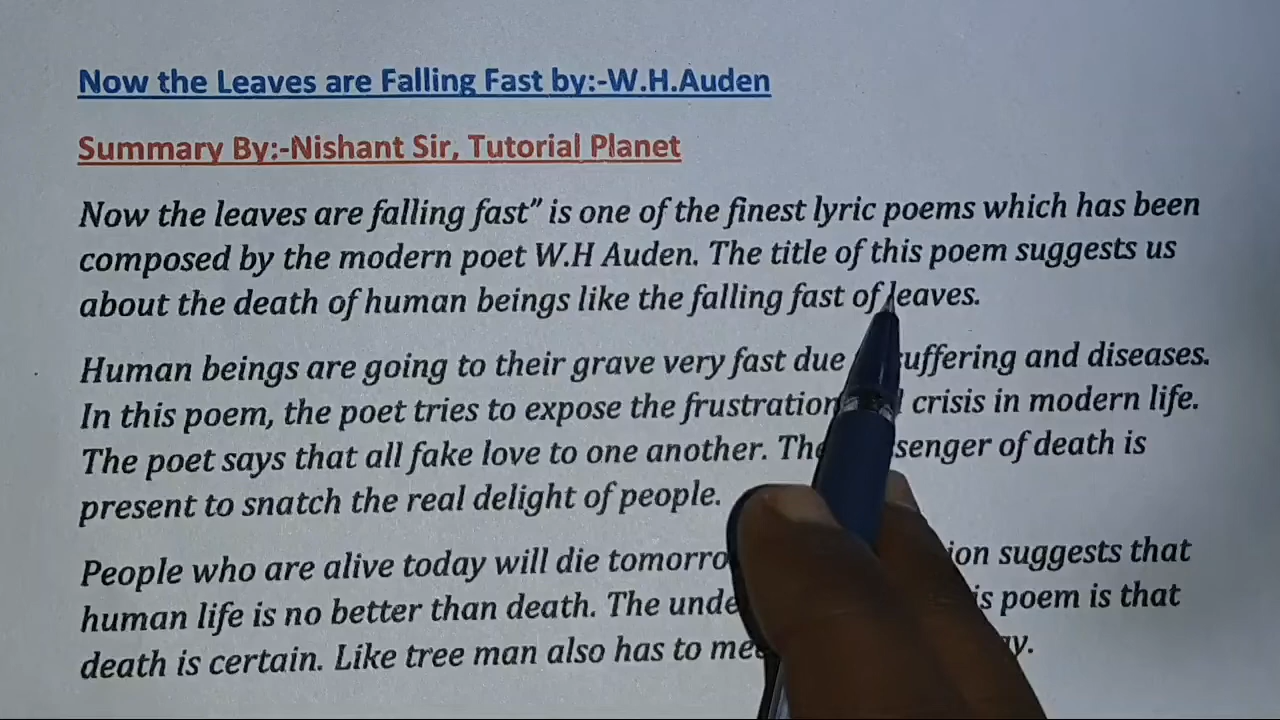 Now the Leaves are Falling Fast by:-W.H.Auden
Summary By:-Nishant Sir, Tutorial Planet
Now the leaves are falling fast” is one of the finest lyric poems which has been
composed by the modern poet W.H Auden. The title of this poem suggests us
about the death of human beings like the falling fast of leaves.
Human beings are going to their grave very fast due suffering and diseases.
In this poem, the poet tries to expose the frustration crisis in modern life.
The poet says that all fake love to one another. The senger of death is
present to snatch the real delight of people.
People who are alive today will die suggests that
human life is no better than death. The poem is that
death is certain. Like tree man also has to